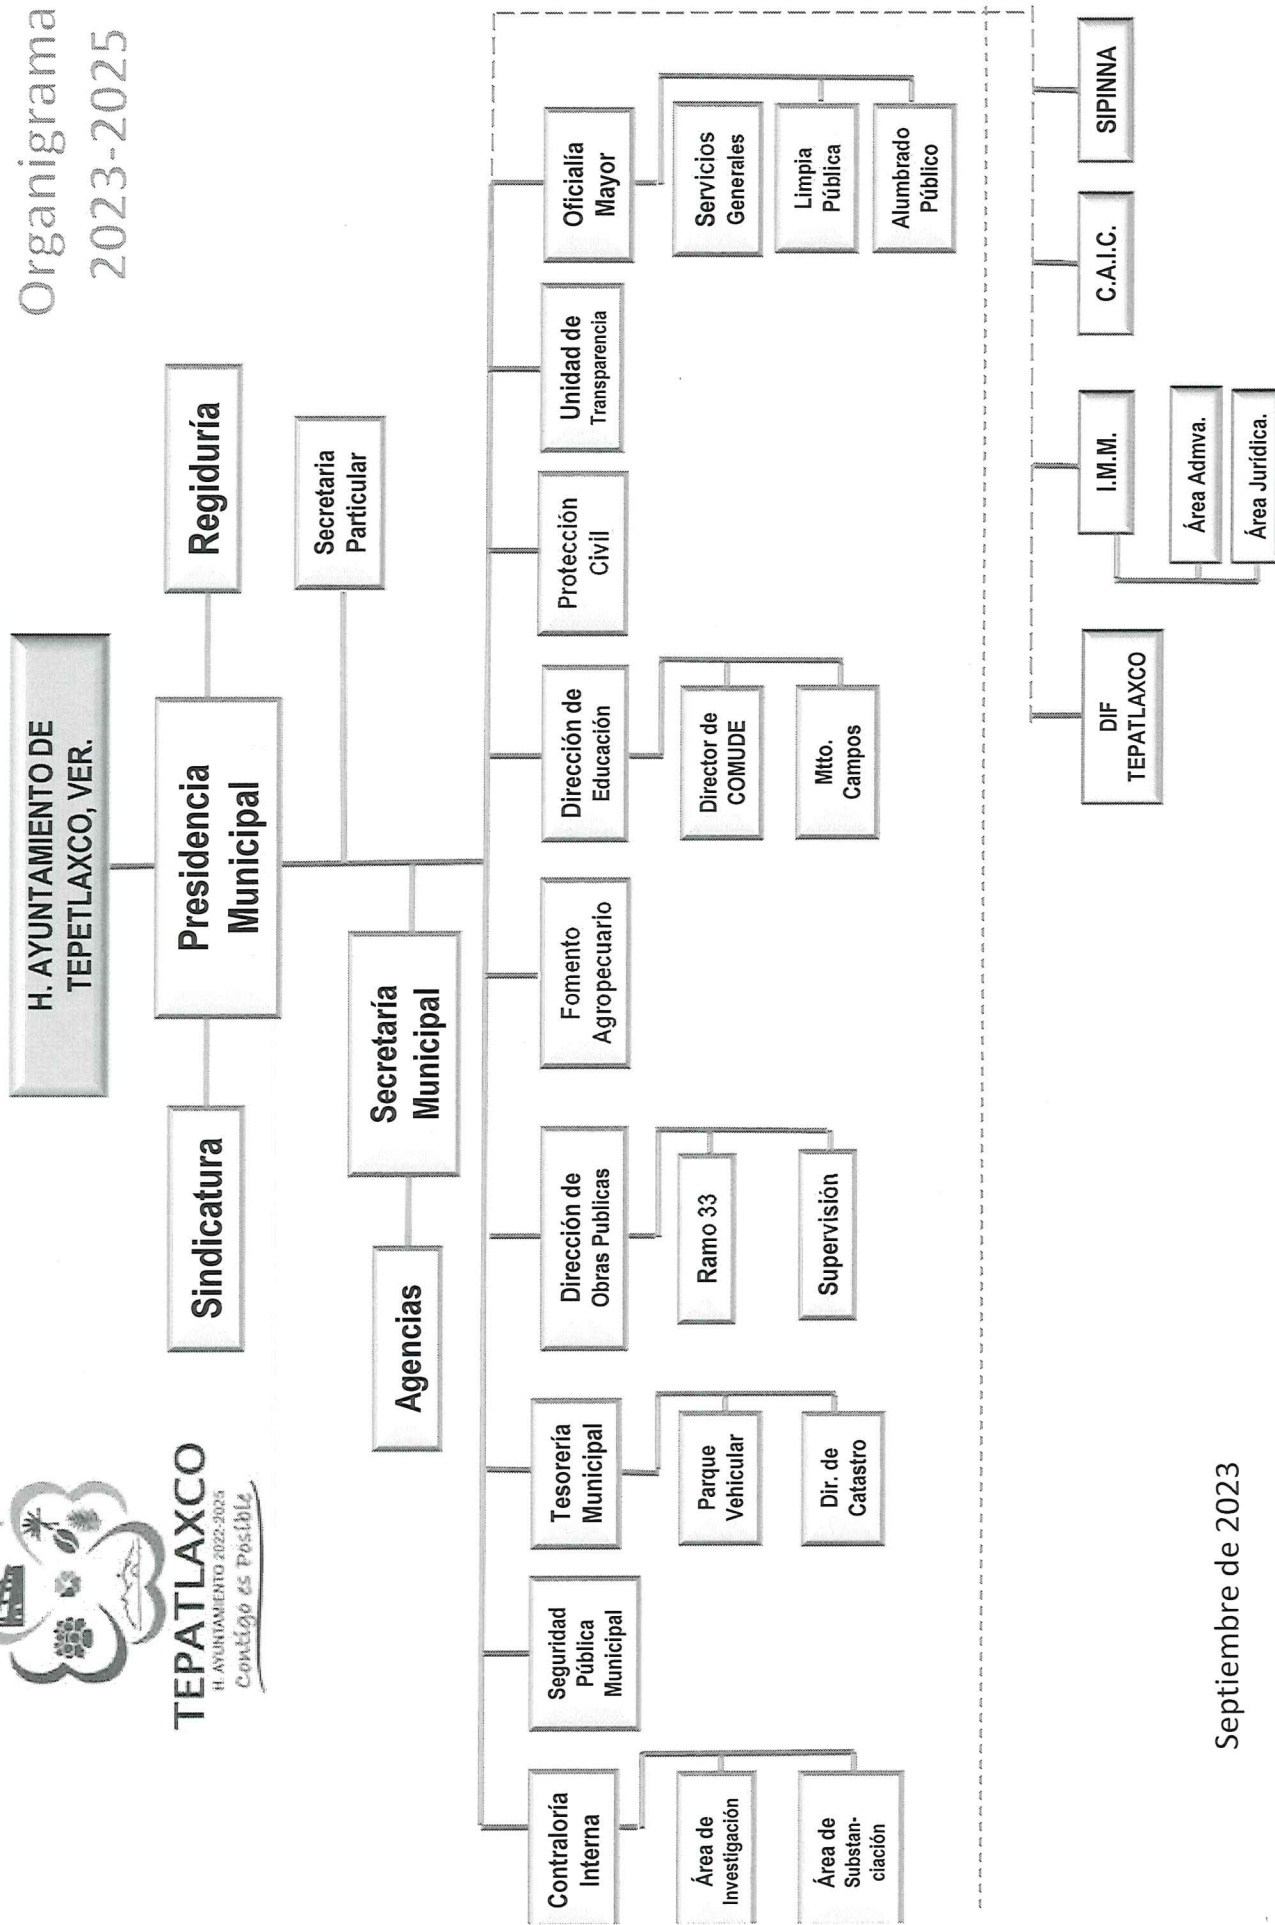 Organigrama
2023-2025
TEPATLAXCO
H. AYUNTAMIENTO 2022-2025
Contigo es Posible
H. AYUNTAMIENTO DE
TEPETLAXCO, VER.
Sindicatura
Presidencia
Municipal
Regiduría
Secretaria
Particular
Agencias
Secretaría
Municipal
Contraloría
Interna
Área de
Investigación
Área de
Substan-
ciación
Seguridad
Pública
Municipal
Tesorería
Municipal
Parque
Vehicular
Dir. de
Catastro
Dirección de
Obras Publicas
Ramo 33
Supervisión
Fomento
Agropecuario
Dirección de
Educación
Director de
COMUDE
Mtto.
Campos
Protección
Civil
Unidad de
Transparencia
Oficialía
Mayor
Servicios
Generales
Limpia
Pública
Alumbrado
Público
DIF
TEPATLAXCO
I.M.M.
Área Admva.
Área Jurídica.
C.A.I.C.
SIPINNA
Septiembre de 2023